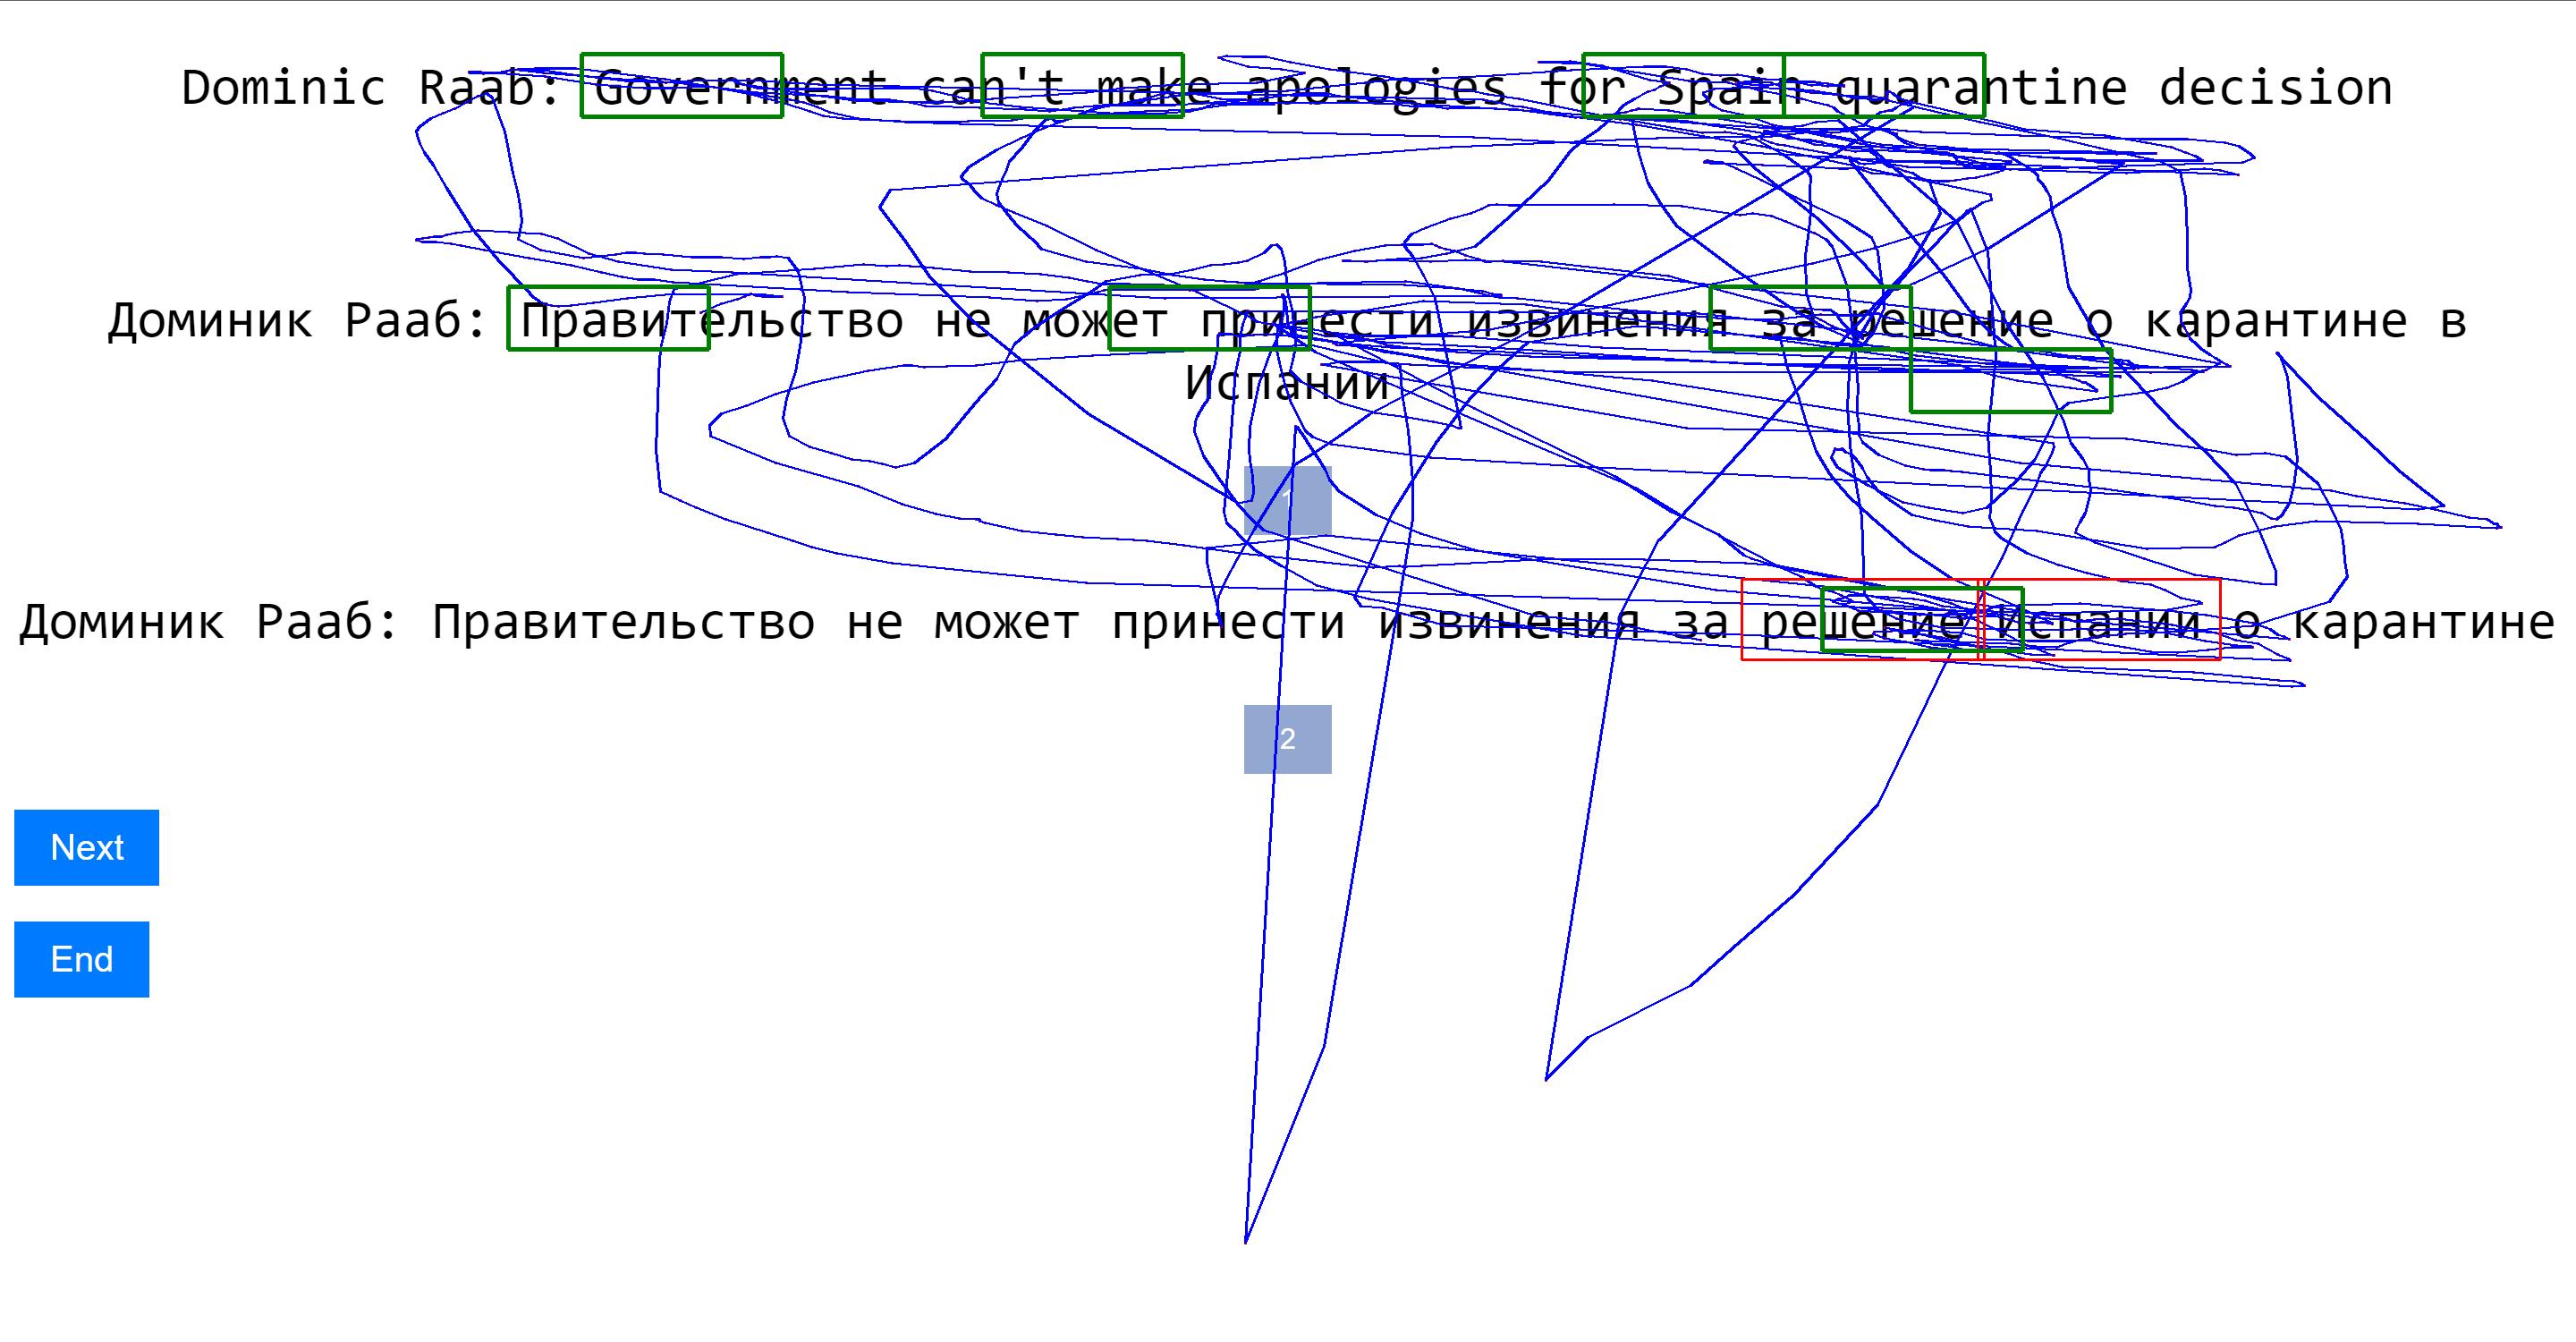 Dominic Raab: Government can't make apologies for Spain quarantine decision
Доминик Рааб: Правительство не может принести извинения за решение о карантине в
Испании
1
Доминик Рааб: Правительство не может принести извинения за решение Испании о карантине
2
Next
End